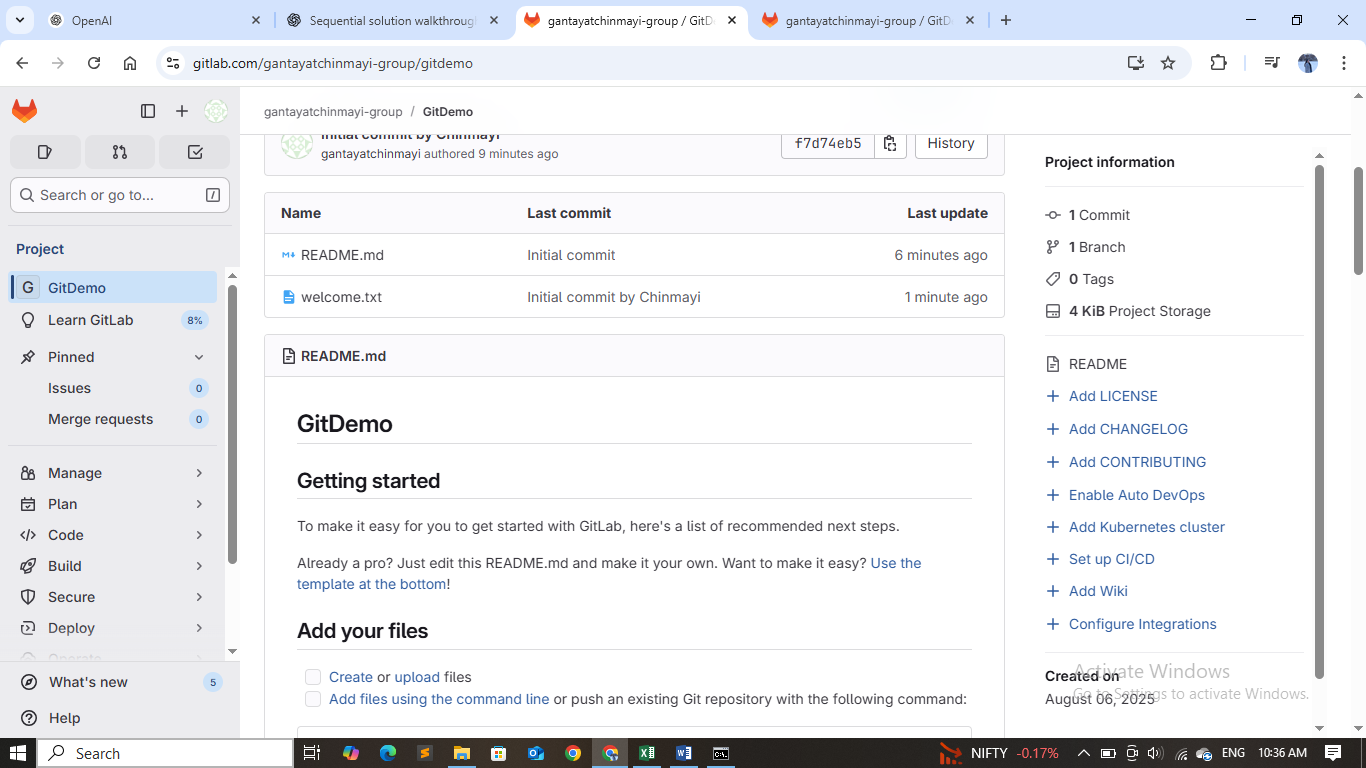 OpenAI
Sequential solution walkthroug
gantayatchinmayi-group / GitD
gantayatchinmayi-group / GitD
gitlab.com/gantayatchinmayi-group/gitdemo
gantayatchinmayi-group / GitDemo
Initial commit by Chinmayi
gantayatchinmayi authored 9 minutes ago
f7d74eb5
History
Search or go to...
/
Project
G GitDemo
Learn GitLab 8%
Pinned
Issues 0
Merge requests 0
Manage
Plan
Code
Build
Secure
Deploy
Operate
What's new 5
Help
Name Last commit Last update
README.md Initial commit 6 minutes ago
welcome.txt Initial commit by Chinmayi 1 minute ago
README.md
GitDemo
Getting started
To make it easy for you to get started with GitLab, here's a list of recommended next steps.
Already a pro? Just edit this README.md and make it your own. Want to make it easy? Use the
template at the bottom!
Add your files
Create or upload files
Add files using the command line or push an existing Git repository with the following command:
Project information
1 Commit
1 Branch
0 Tags
4 KiB Project Storage
README
Add LICENSE
Add CHANGELOG
Add CONTRIBUTING
Enable Auto DevOps
Add Kubernetes cluster
Set up CI/CD
Add Wiki
Configure Integrations
Created on
August 06, 2025
Activate Windows
Go to Settings to activate Windows.
Search
NIFTY -0.17%
ENG
10:36 AM